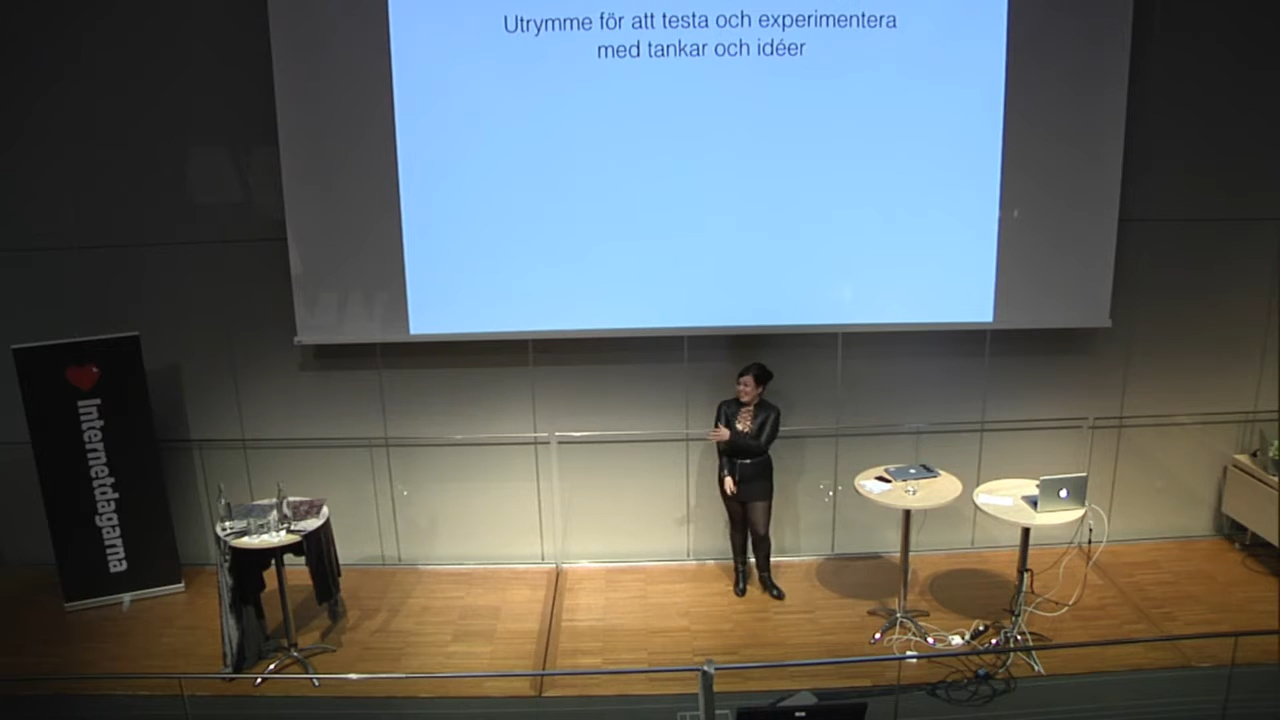 Utrymme för att testa och experimentera
med tankar och idéer
Internetdagarna